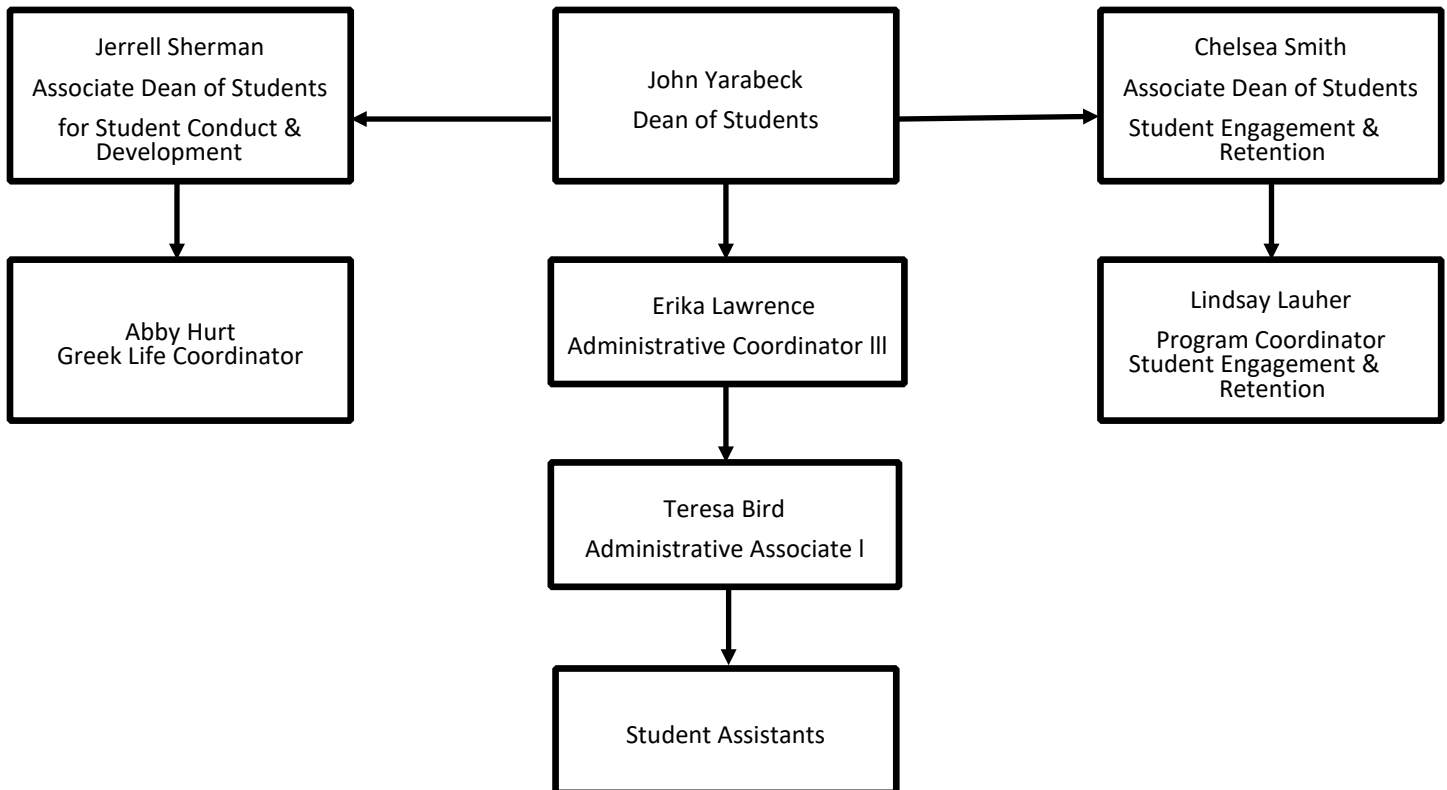 Jerrell Sherman
Associate Dean of Students
for Student Conduct &
Development
John Yarabeck
Dean of Students
Chelsea Smith
Associate Dean of Students
Student Engagement &
Retention
Abby Hurt
Greek Life Coordinator
Erika Lawrence
Administrative Coordinator lll
Lindsay Lauher
Program Coordinator
Student Engagement &
Retention
Teresa Bird
Administrative Associate l
Student Assistants